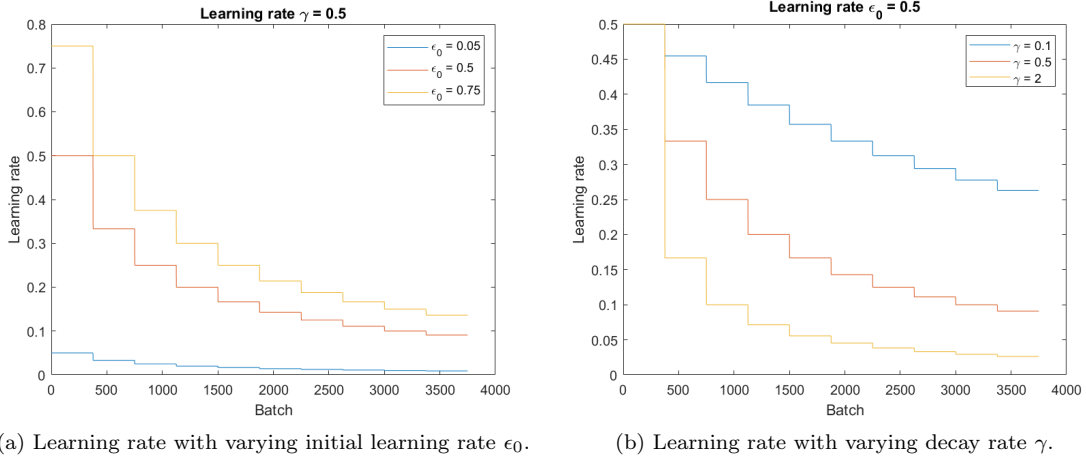 Learning rate γ = 0.5
0.8
0.7
0.6
0.5
0.4
0.3
0.2
0.1
0
Learning rate
ϵ0 = 0.05
ϵ0 = 0.5
ϵ0 = 0.75
0 500 1000 1500 2000 2500 3000 3500 4000
Batch
(a) Learning rate with varying initial learning rate ϵ0.
Learning rate ϵ0 = 0.5
0.5
0.45
0.4
0.35
0.3
0.25
0.2
0.15
0.1
0.05
0
Learning rate
γ = 0.1
γ = 0.5
γ = 2
0 500 1000 1500 2000 2500 3000 3500 4000
Batch
(b) Learning rate with varying decay rate γ.